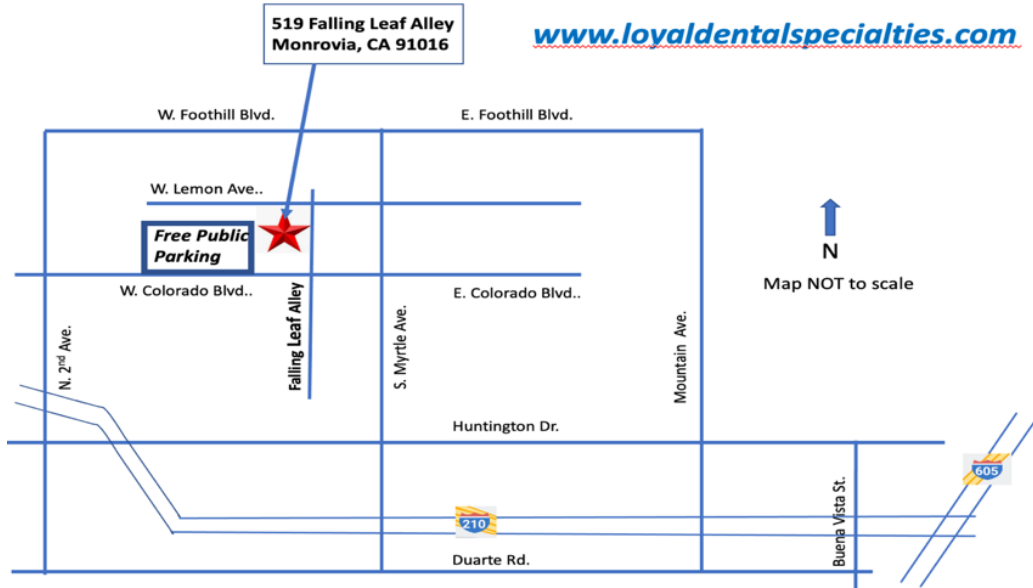 519 Falling Leaf Alley
Monrovia, CA 91016
www.loyaldentalspecialties.com
W. Foothill Blvd.
E. Foothill Blvd.
W. Lemon Ave..
Free Public
Parking
N
Map NOT to scale
W. Colorado Blvd..
E. Colorado Blvd..
N. 2nd Ave.
Falling Leaf Alley
S. Myrtle Ave.
Mountain Ave.
Huntington Dr.
605
Buena Vista St.
210
Duarte Rd.